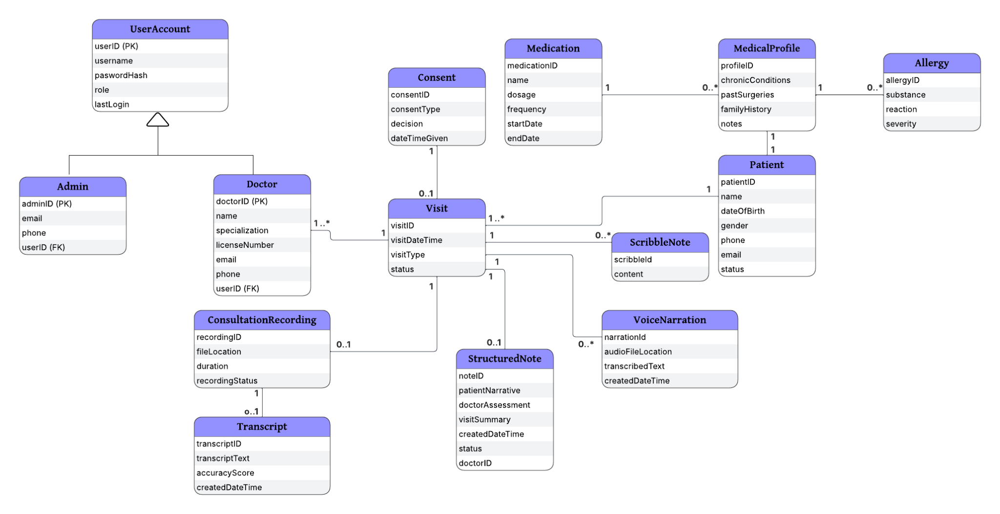 UserAccount
userID (PK)
username
paswordHash
role
lastLogin
Admin
adminID (PK)
email
phone
userID (FK)
Doctor
doctorID (PK)
name
specialization
licenseNumber
email
phone
userID (FK)
1..*
1
Consent
consentID
consentType
decision
dateTimeGiven
1
0..1
Visit
visitID
visitDateTime
visitType
status
Medication
medicationID
name
dosage
frequency
startDate
endDate
1
0..*
MedicalProfile
profileID
chronicConditions
pastSurgeries
familyHistory
notes
1
0..*
Allergy
allergyID
substance
reaction
severity
1
1
Patient
patientID
name
dateOfBirth
gender
phone
email
status
1
1..*
1
0..*
ScribbleNote
scribbleId
content
1
1
1
0..1
ConsultationRecording
recordingID
fileLocation
duration
recordingStatus
1
o..1
Transcript
transcriptID
transcriptText
accuracyScore
createdDateTime
0..1
StructuredNote
noteID
patientNarrative
doctorAssessment
visitSummary
createdDateTime
status
doctorID
0..*
VoiceNarration
narrationId
audioFileLocation
transcribedText
createdDateTime